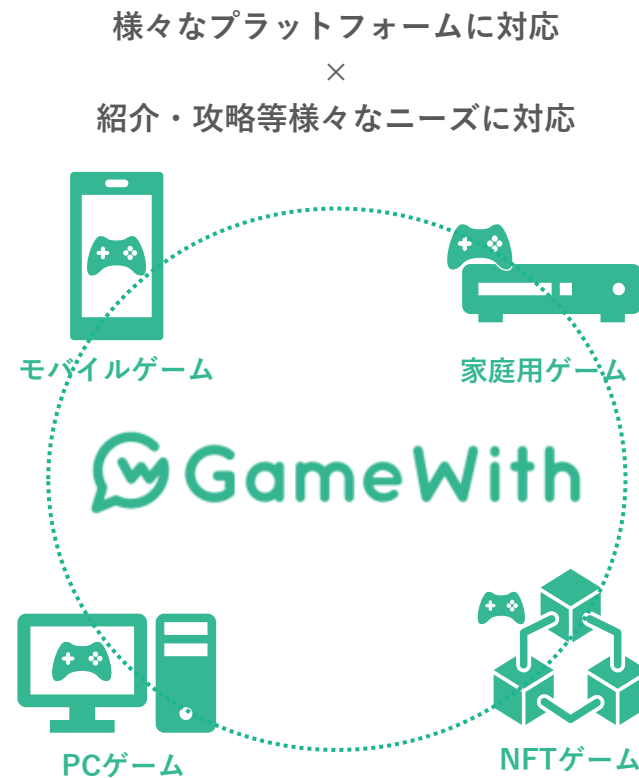 様々なプラットフォームに対応
×
紹介・攻略等様々なニーズに対応
モバイルゲーム
家庭用ゲーム
GameWith
PCゲーム
NFTゲーム